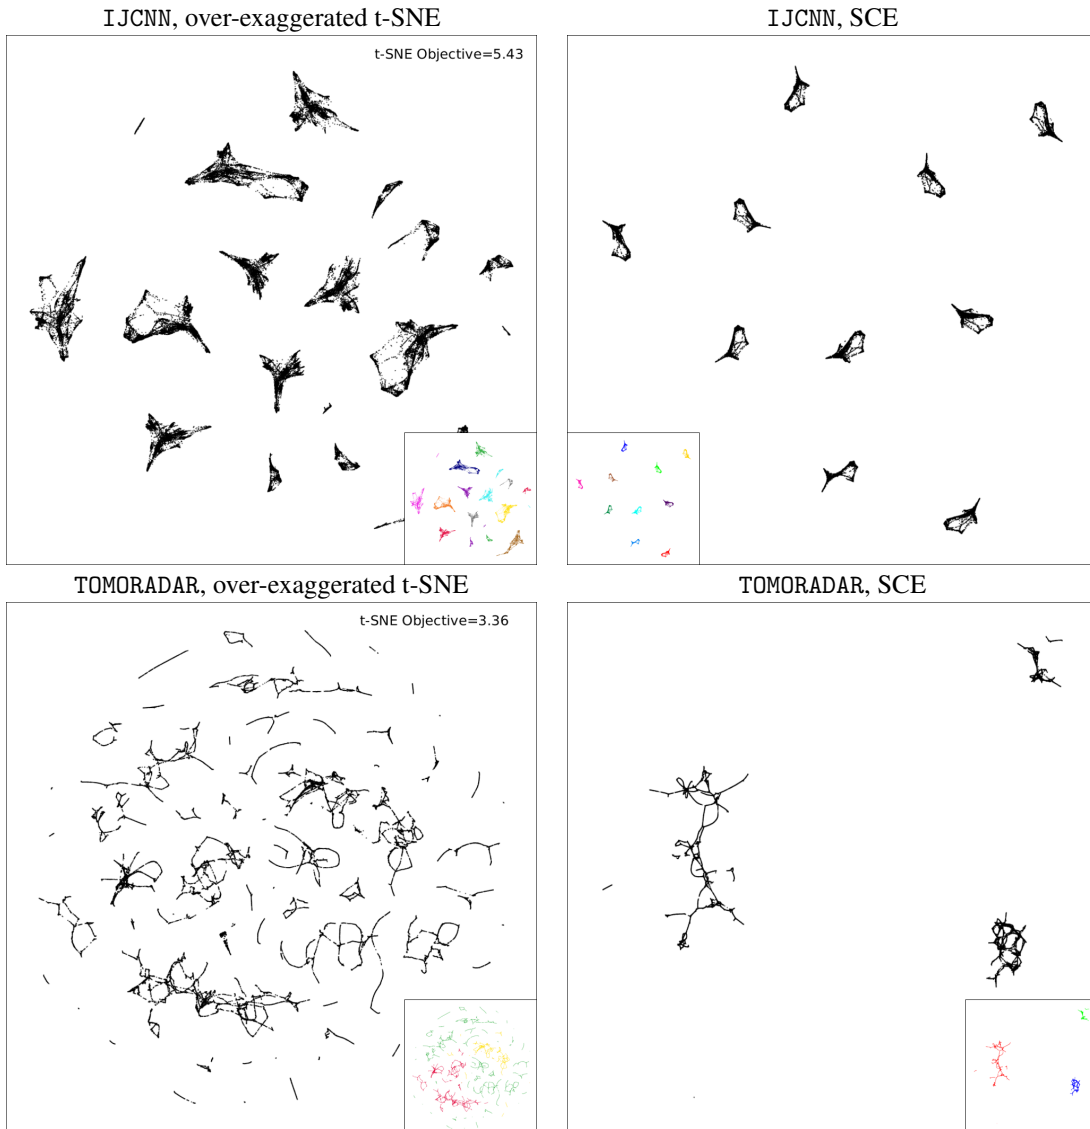 IJCNN, over-exaggerated t-SNE
IJCNN, SCE
t-SNE Objective=5.43
TOMORADAR, over-exaggerated t-SNE
TOMORADAR, SCE
t-SNE Objective=3.36